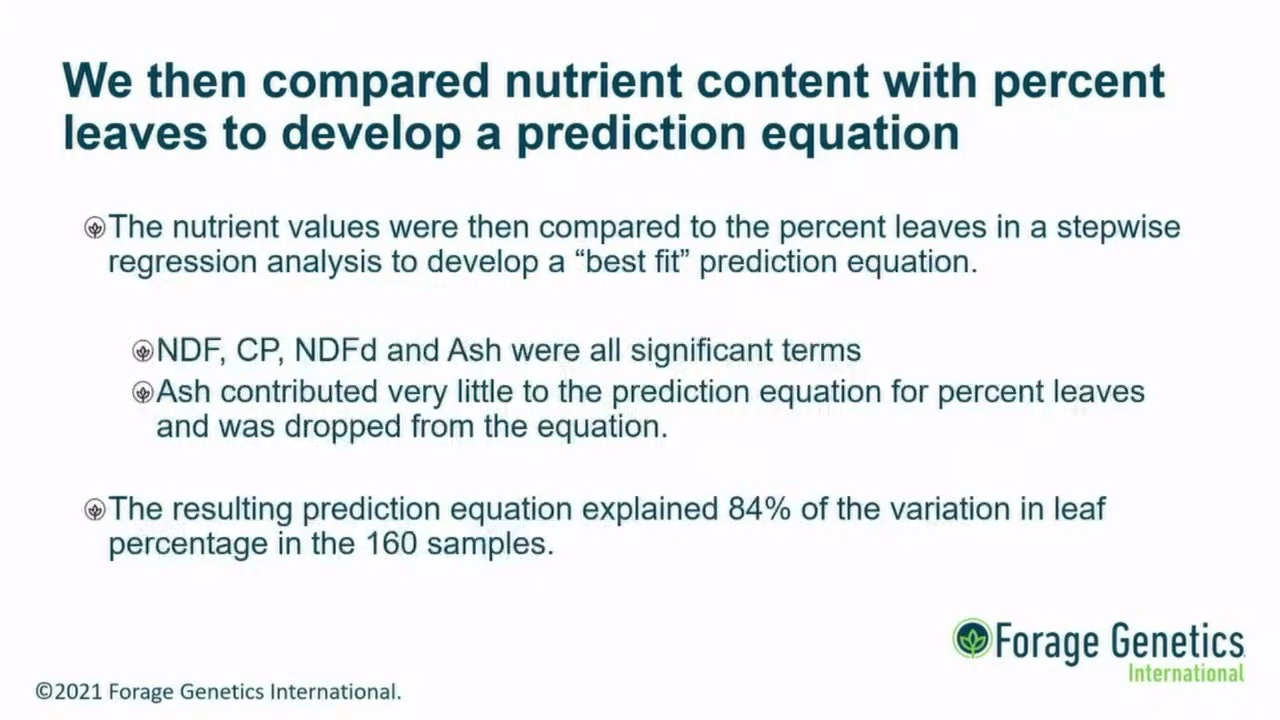 We then compared nutrient content with percent
leaves to develop a prediction equation
The nutrient values were then compared to the percent leaves in a stepwise
regression analysis to develop a “best fit” prediction equation.
NDF, CP, NDFd and Ash were all significant terms
Ash contributed very little to the prediction equation for percent leaves
and was dropped from the equation.
The resulting prediction equation explained 84% of the variation in leaf
percentage in the 160 samples.
Forage Genetics
International
©2021 Forage Genetics International.